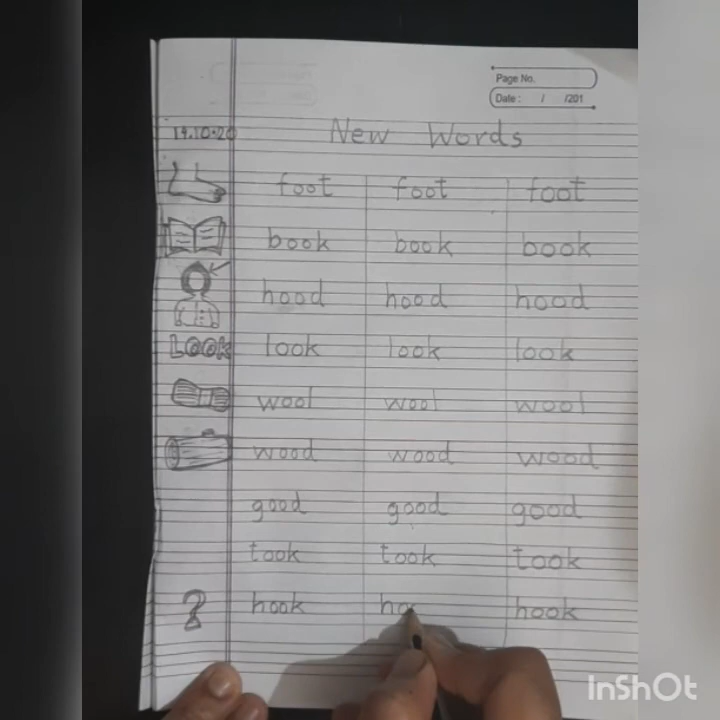 Page No.
Date : / /201
19.10.20 New Words
foot foot foot
book book book
hood hood hood
LOOK look look look
wool wool wool
wood wood wood
good good good
took took took
? hook ho hook
InShOt